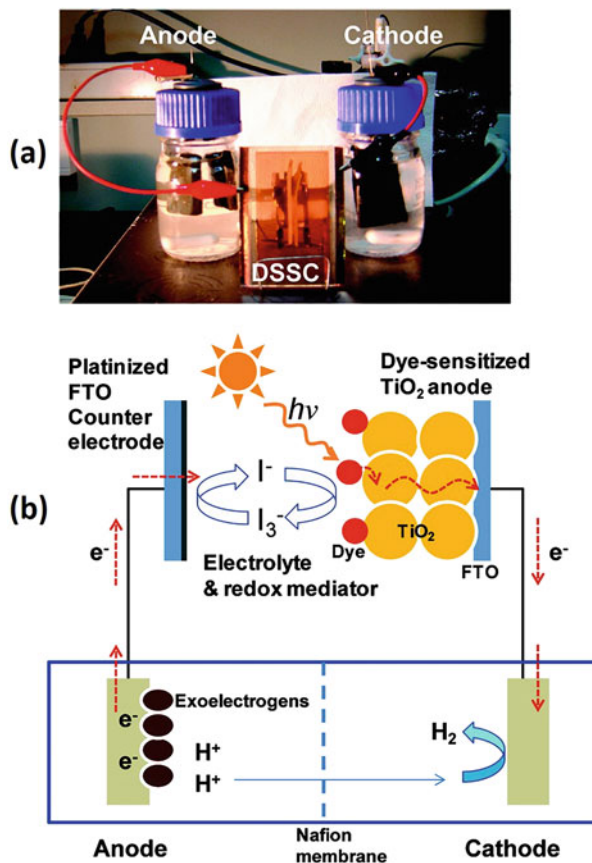 (a)
Anode
Cathode
DSSC
(b)
Platinized
FTO
Counter
electrode
hν
Dye-sensitized
TiO₂ anode
I⁻
I₃⁻
Electrolyte
& redox mediator
Dye
TiO₂
FTO
e⁻
e⁻
Exoelectrogens
e⁻
e⁻
H⁺
H⁺
H₂
Anode
Nafion
membrane
Cathode